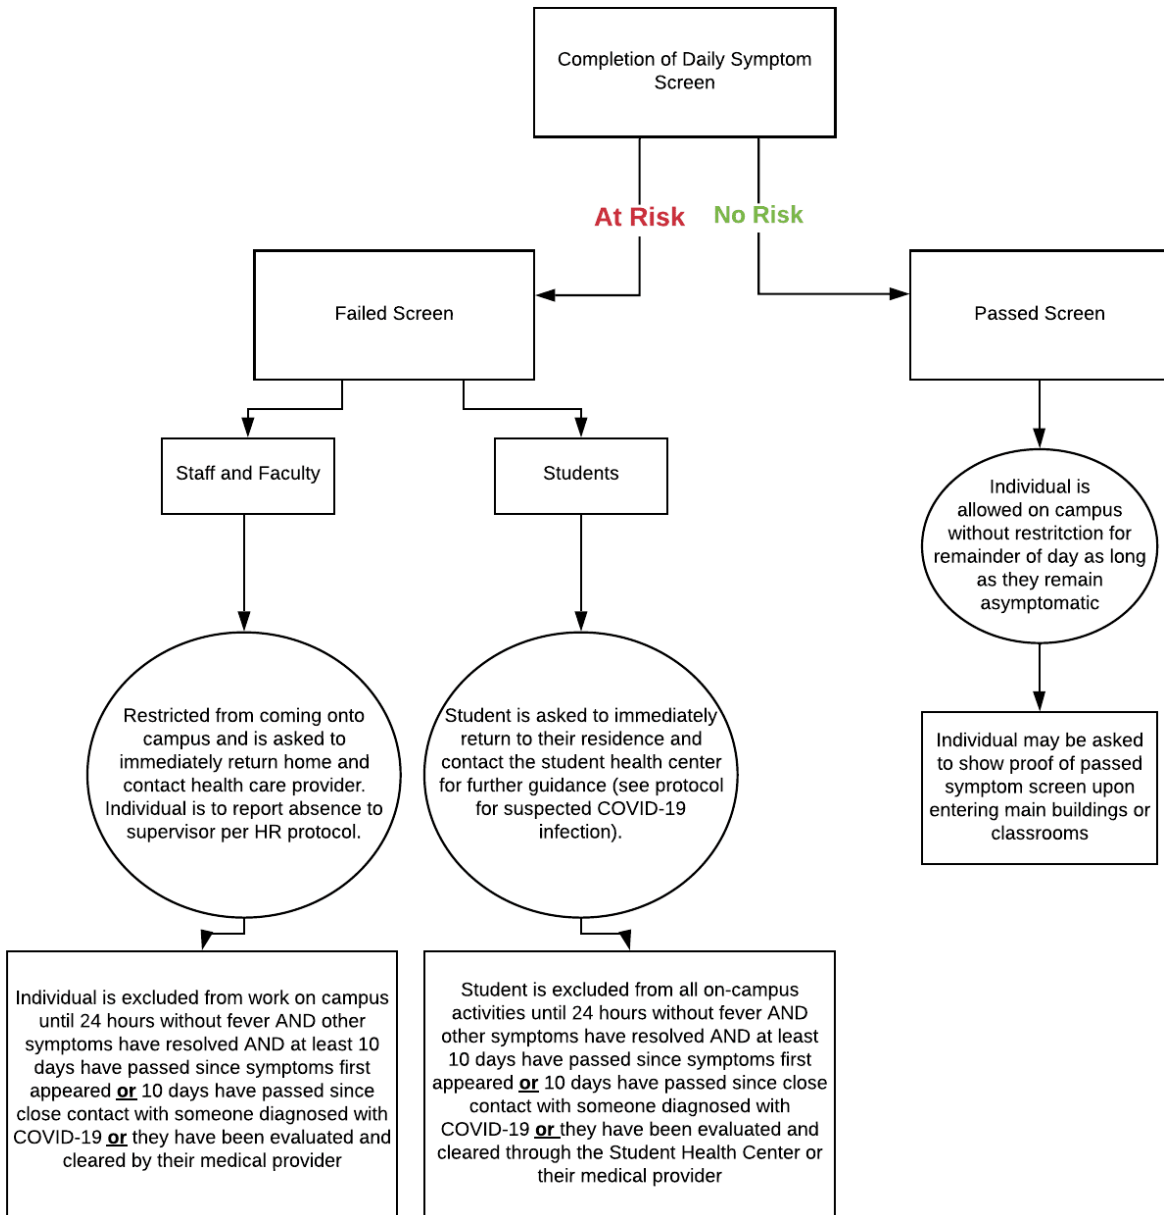 Completion of Daily Symptom
Screen
At Risk
No Risk
Failed Screen
Passed Screen
Staff and Faculty
Students
Individual is
allowed on campus
without restritction for
remainder of day as long
as they remain
asymptomatic
Restricted from coming onto
campus and is asked to
immediately return home and
contact health care provider.
Individual is to report absence to
supervisor per HR protocol.
Student is asked to immediately
return to their residence and
contact the student health center
for further guidance (see protocol
for suspected COVID-19
infection).
Individual may be asked
to show proof of passed
symptom screen upon
entering main buildings or
classrooms
Individual is excluded from work on campus
until 24 hours without fever AND other
symptoms have resolved AND at least 10
days have passed since symptoms first
appeared or 10 days have passed since
close contact with someone diagnosed with
COVID-19 or they have been evaluated and
cleared by their medical provider
Student is excluded from all on-campus
activities until 24 hours without fever AND
other symptoms have resolved AND at least
10 days have passed since symptoms first
appeared or 10 days have passed since close
contact with someone diagnosed with
COVID-19 or they have been evaluated and
cleared through the Student Health Center or
their medical provider